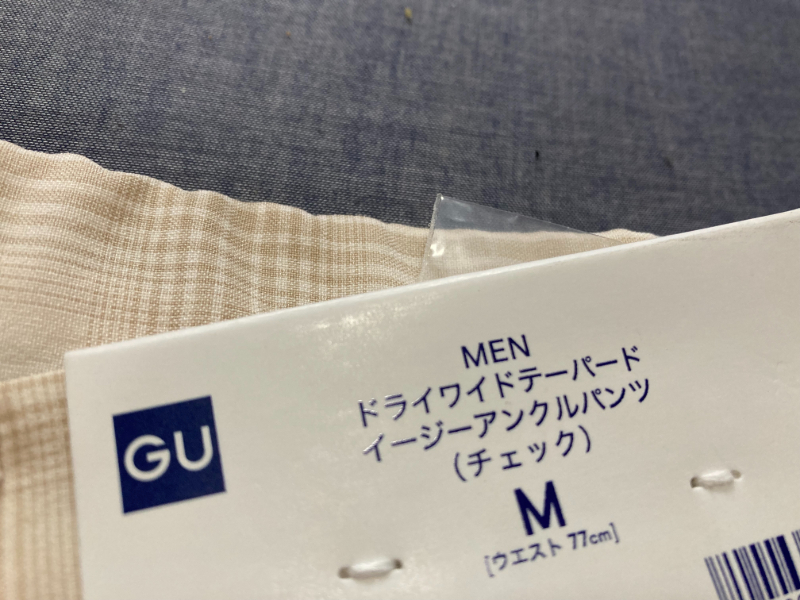 GU
MEN
ドライワイドテーパード
イージーアンクルパンツ
(チェック)
M
[ウエスト 77cm]